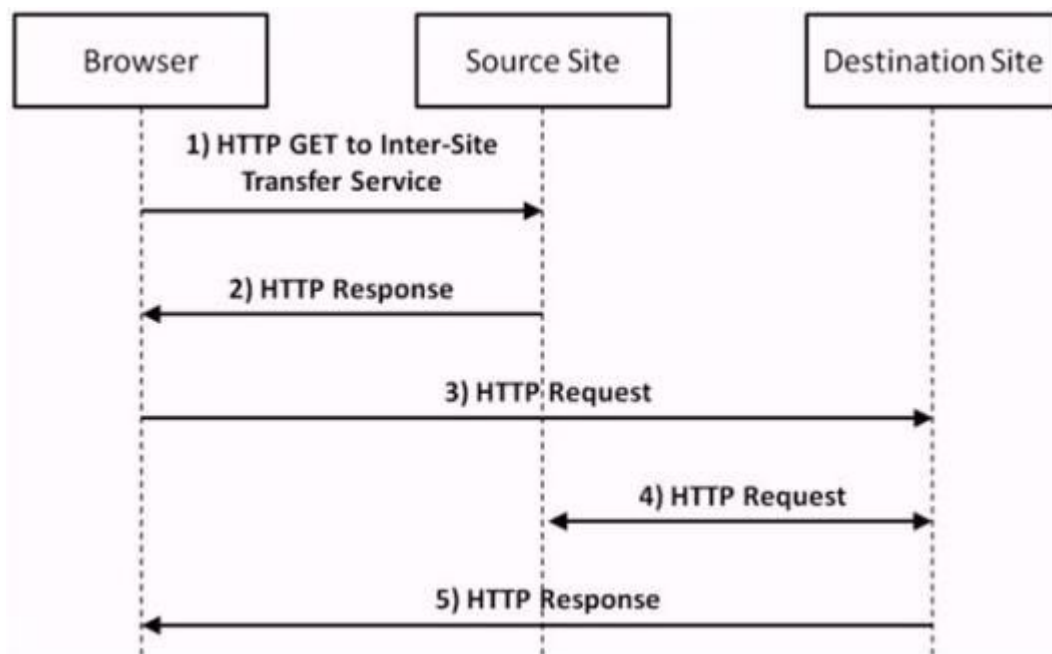 Browser
Source Site
Destination Site
1) HTTP GET to Inter-Site
Transfer Service
2) HTTP Response
3) HTTP Request
4) HTTP Request
5) HTTP Response